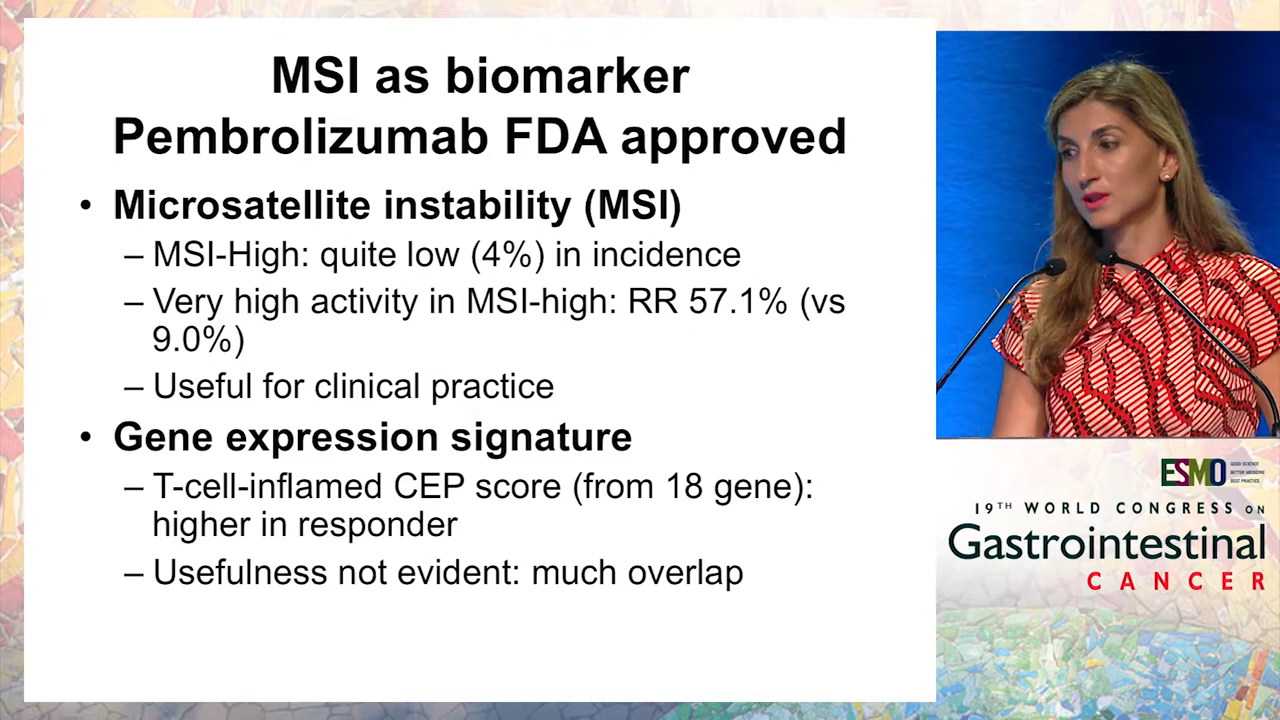 MSI as biomarker
Pembrolizumab FDA approved
• Microsatellite instability (MSI)
– MSI-High: quite low (4%) in incidence
– Very high activity in MSI-high: RR 57.1% (vs
9.0%)
– Useful for clinical practice
• Gene expression signature
– T-cell-inflamed CEP score (from 18 gene):
higher in responder
– Usefulness not evident: much overlap
ESMO
GOOD SCIENCE
BETTER MEDICINE
BEST PRACTICE
19TH WORLD CONGRESS ON
Gastrointestinal
CANCER